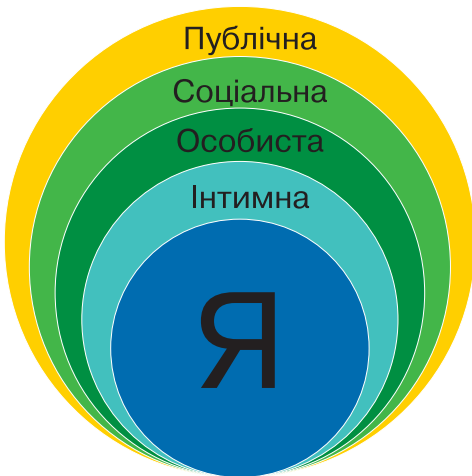 Публічна
Соціальна
Особиста
Інтимна
Я